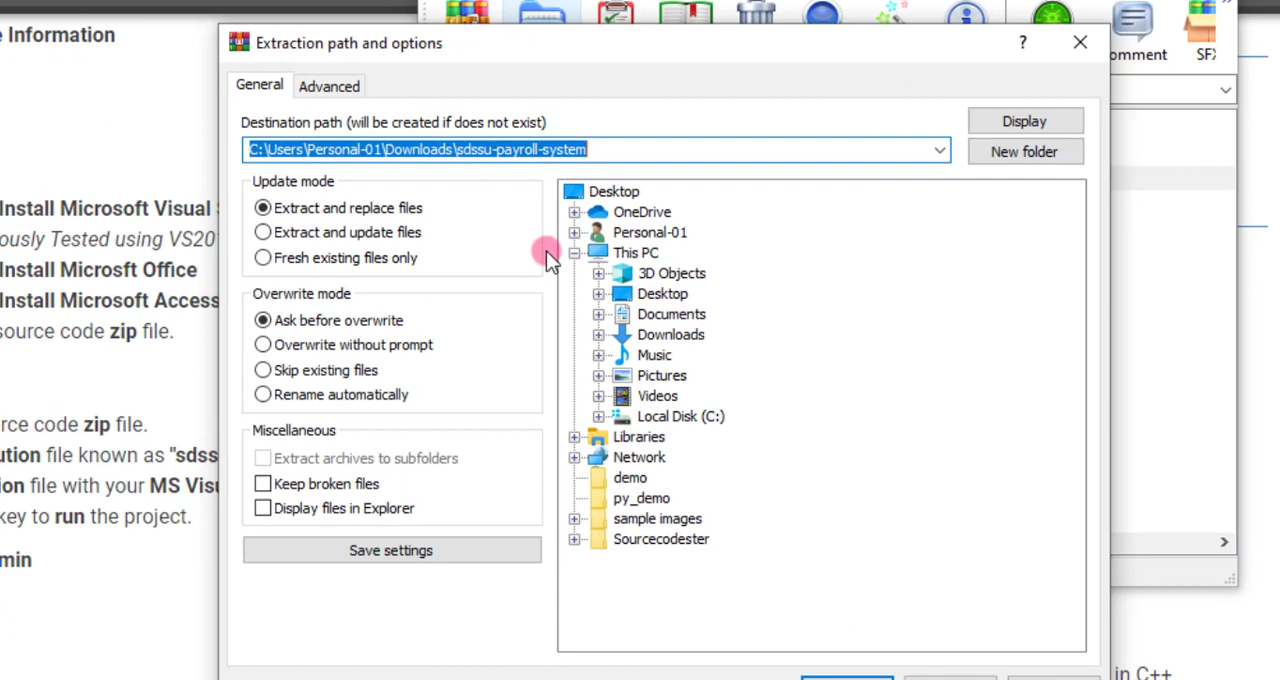 e Information
omment
SFX
Extraction path and options
?
General
Advanced
Destination path (will be created if does not exist)
Display
C:\Users\Personal-01\Downloads\sdssu-payroll-system
New folder
Update mode
Extract and replace files
Extract and update files
Fresh existing files only
Overwrite mode
Ask before overwrite
Overwrite without prompt
Skip existing files
Rename automatically
Miscellaneous
Extract archives to subfolders
Keep broken files
Display files in Explorer
Save settings
Desktop
OneDrive
Personal-01
This PC
3D Objects
Desktop
Documents
Downloads
Music
Pictures
Videos
Local Disk (C:)
Libraries
Network
demo
py_demo
sample images
Sourcecodester
Install Microsoft Visual S
ously Tested using VS201
Install Microsft Office
Install Microsoft Access
source code zip file.
rce code zip file.
ution file known as "sdss
ion file with your MS Visu
key to run the project.
min
in C++